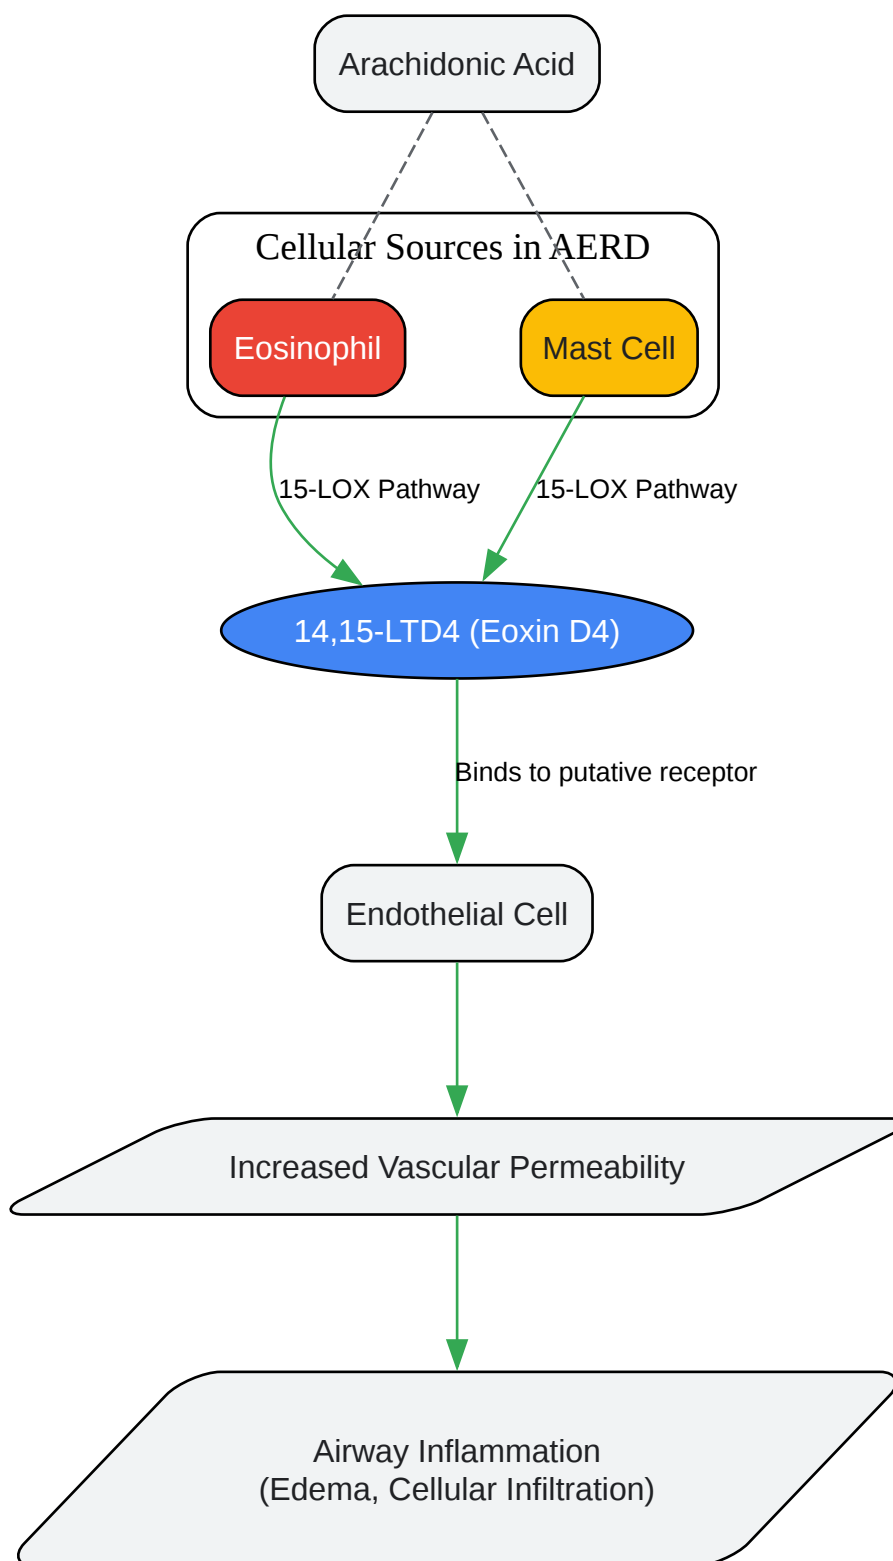 Arachidonic Acid
Cellular Sources in AERD
Eosinophil
Mast Cell
15-LOX Pathway
15-LOX Pathway
14,15-LTD4 (Eoxin D4)
Binds to putative receptor
Endothelial Cell
Increased Vascular Permeability
Airway Inflammation
(Edema, Cellular Infiltration)